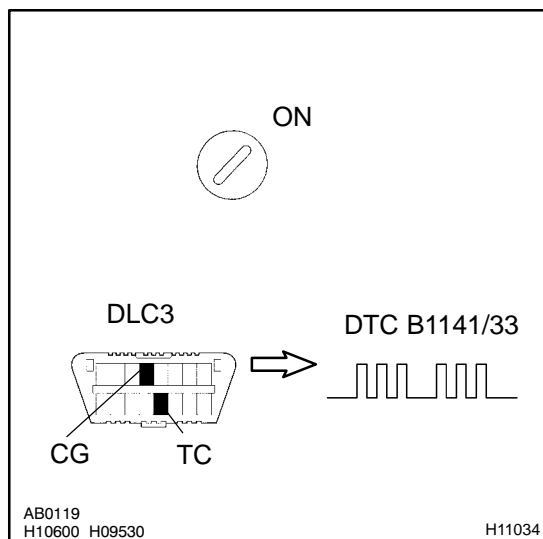 ON
DLC3
DTC B1141/33
CG
TC
AB0119
H10600 H09530
H11034